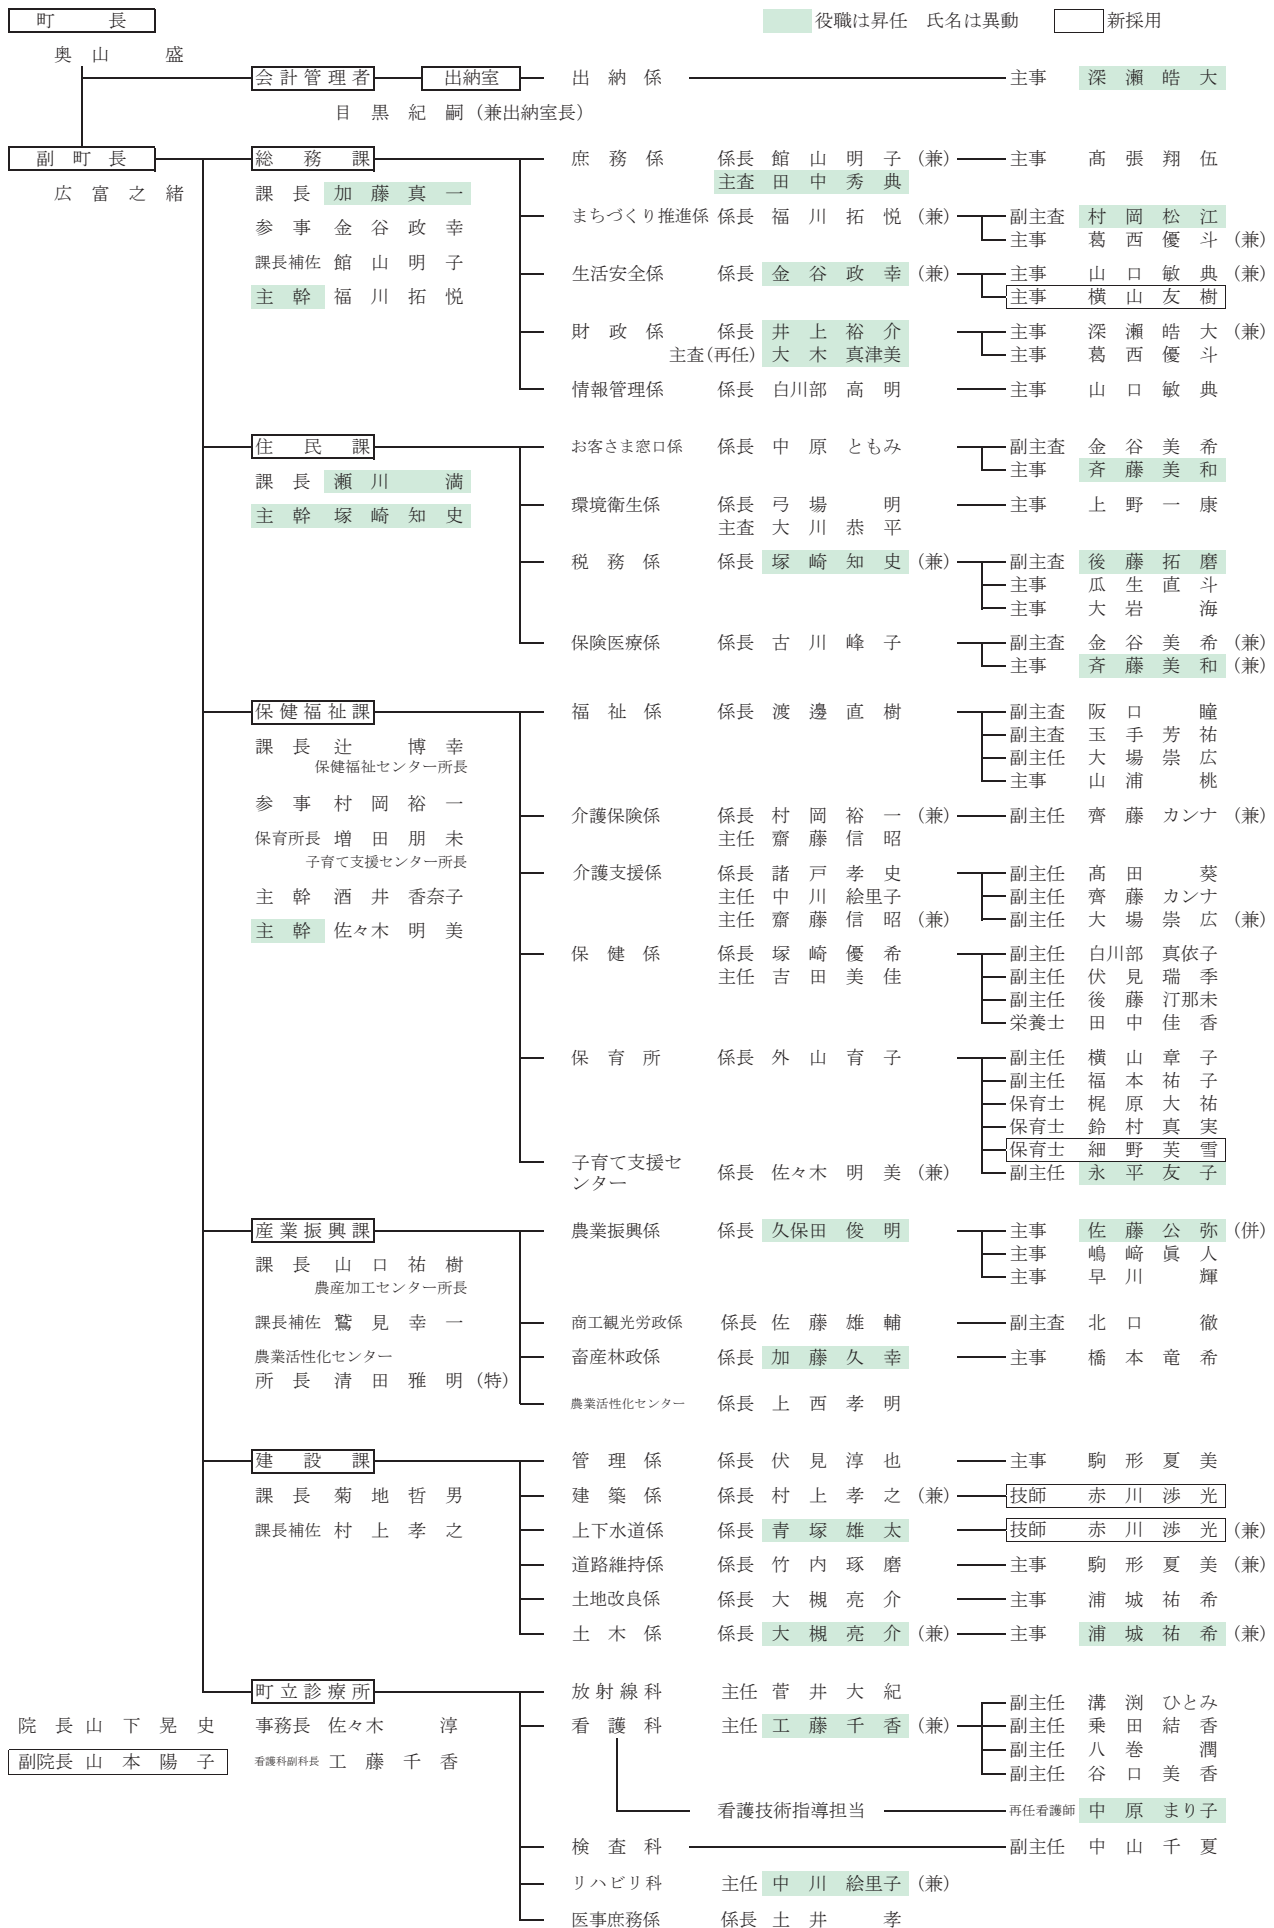 町 長
役職は昇任 氏名は異動 新採用
奥山 盛
会計管理者 出納室 出納係 主事 深瀬皓大
目黒紀嗣(兼出納室長)
副町長 総務課 庶務係 係長 館山明子(兼) 主事 髙張翔伍
主査 田中秀典
広富之緒 課長 加藤真一
まちづくり推進係 係長 福川拓悦(兼) 副主査 村岡松江
参事 金谷政幸
主事 葛西優斗(兼)
課長補佐 館山明子
生活安全係 係長 金谷政幸(兼) 主事 山口敏典(兼)
主幹 福川拓悦 主事 横山友樹
財政係 係長 井上裕介 主事 深瀬皓大(兼)
主査(再任) 大木真津美 主事 葛西優斗
情報管理係 係長 白川部高明 主事 山口敏典
住民課 お客さま窓口係 係長 中原ともみ 副主査 金谷美希
主事 斉藤美和
課長 瀬川 満
環境衛生係 係長 弓場 明 主事 上野一康
主幹 塚崎知史
主査 大川恭平
税務係 係長 塚崎知史(兼) 副主査 後藤拓磨
主事 瓜生直斗
主事 大岩 海
保険医療係 係長 古川峰子 副主査 金谷美希(兼)
主事 斉藤美和(兼)
保健福祉課 福祉係 係長 渡邊直樹 副主査 阪口 瞳
副主査 玉手芳祐
課長 辻 博幸
副主任 大場崇広
保健福祉センター所長
主事 山浦 桃
参事 村岡裕一
介護保険係 係長 村岡裕一(兼) 副主任 齊藤カンナ(兼)
保育所長 増田朋未 主任 齋藤信昭
子育て支援センター所長
介護支援係 係長 諸戸孝史 副主任 髙田 葵
主幹 酒井香奈子 主任 中川絵里子 副主任 齊藤カンナ
主任 齋藤信昭(兼) 副主任 大場崇広(兼)
主幹 佐々木明美
保健係 係長 塚崎優希 副主任 白川部真依子
主任 吉田美佳 副主任 伏見瑞季
副主任 後藤汀那未
栄養士 田中佳香
保育所 係長 外山育子 副主任 横山章子
副主任 福本祐子
保育士 梶原大祐
保育士 鈴村真実
保育士 細野芙雪
子育て支援セ
ンター 係長 佐々木明美(兼) 副主任 永平友子
産業振興課 農業振興係 係長 久保田俊明 主事 佐藤公弥(併)
主事 嶋﨑眞人
課長 山口祐樹
主事 早川 輝
農産加工センター所長
課長補佐 鷲見幸一 商工観光労政係 係長 佐藤雄輔 副主査 北口 徹
農業活性化センター
畜産林政係 係長 加藤久幸 主事 橋本竜希
所長 清田雅明(特)
農業活性化センター 係長 上西孝明
建設課 管理係 係長 伏見淳也 主事 駒形夏美
課長 菊地哲男 建築係 係長 村上孝之(兼) 技師 赤川渉光
課長補佐 村上孝之 上下水道係 係長 青塚雄太 技師 赤川渉光(兼)
道路維持係 係長 竹内琢磨 主事 駒形夏美(兼)
土地改良係 係長 大槻亮介 主事 浦城祐希
土木係 係長 大槻亮介(兼) 主事 浦城祐希(兼)
町立診療所 放射線科 主任 菅井大紀
副主任 溝渕ひとみ
院長 山下晃史 事務長 佐々木 淳 看護科 主任 工藤千香(兼) 副主任 乗田結香
副主任 八巻 潤
副院長 山本陽子 看護科副科長 工藤千香
副主任 谷口美香
看護技術指導担当 再任看護師 中原まり子
検査科 副主任 中山千夏
リハビリ科 主任 中川絵里子(兼)
医事庶務係 係長 土井 孝